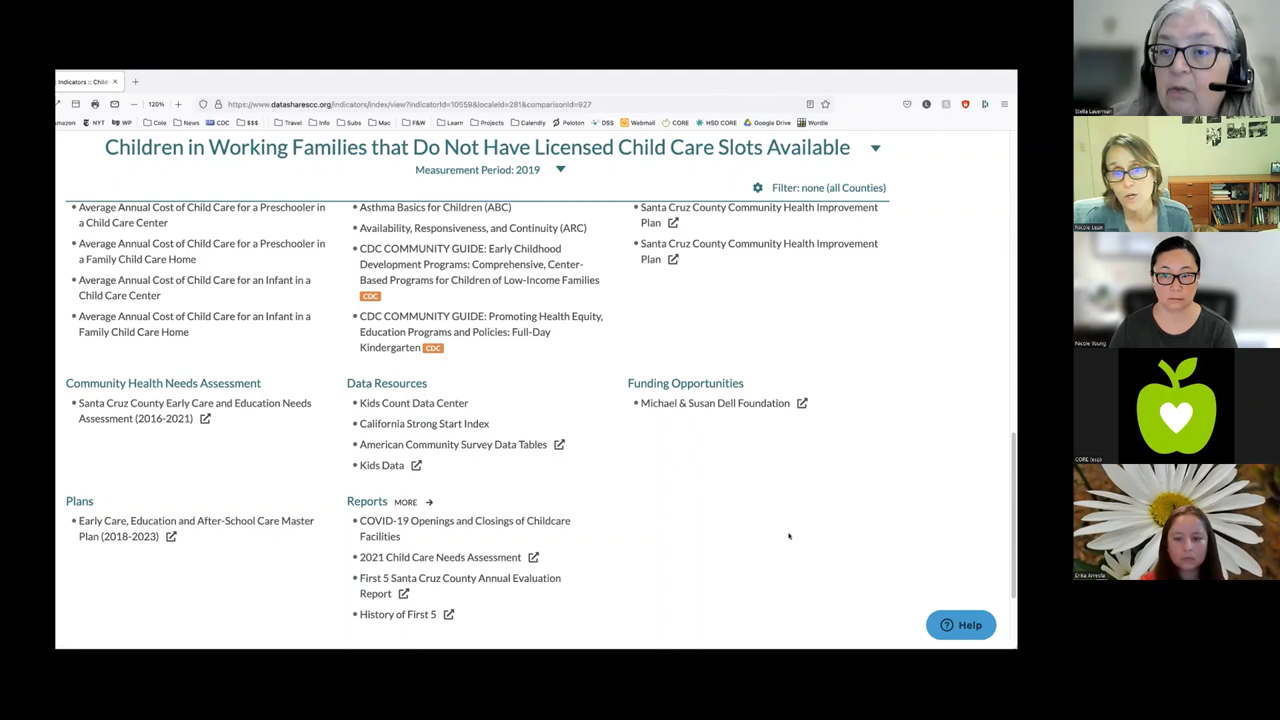 Indicators :: Childr
120%
https://www.datasharescc.org/indicators/index/view?indicatorId=10559&localeId=281&comparisonId=927
amazon
NYT
WP
Cole
News
CDC
$$$
Travel
Info
Subs
Mac
F&W
Learn
Projects
Calendly
Peloton
DSS
Webmail
CORE
HSD CORE
Google Drive
Wordle
Children in Working Families that Do Not Have Licensed Child Care Slots Available
Measurement Period: 2019
Filter: none (all Counties)
Average Annual Cost of Child Care for a Preschooler in
a Child Care Center
Average Annual Cost of Child Care for a Preschooler in
a Family Child Care Home
Average Annual Cost of Child Care for an Infant in a
Child Care Center
Average Annual Cost of Child Care for an Infant in a
Family Child Care Home
Asthma Basics for Children (ABC)
Availability, Responsiveness, and Continuity (ARC)
CDC COMMUNITY GUIDE: Early Childhood
Development Programs: Comprehensive, Center-
Based Programs for Children of Low-Income Families
CDC
CDC COMMUNITY GUIDE: Promoting Health Equity,
Education Programs and Policies: Full-Day
Kindergarten CDC
Santa Cruz County Community Health Improvement
Plan
Santa Cruz County Community Health Improvement
Plan
Community Health Needs Assessment
Santa Cruz County Early Care and Education Needs
Assessment (2016-2021)
Data Resources
Kids Count Data Center
California Strong Start Index
American Community Survey Data Tables
Kids Data
Funding Opportunities
Michael & Susan Dell Foundation
Plans
Early Care, Education and After-School Care Master
Plan (2018-2023)
Reports MORE
COVID-19 Openings and Closings of Childcare
Facilities
2021 Child Care Needs Assessment
First 5 Santa Cruz County Annual Evaluation
Report
History of First 5
Help
Stella Lauerman
Nicole Young
CORE (esp)
Erika Arreola